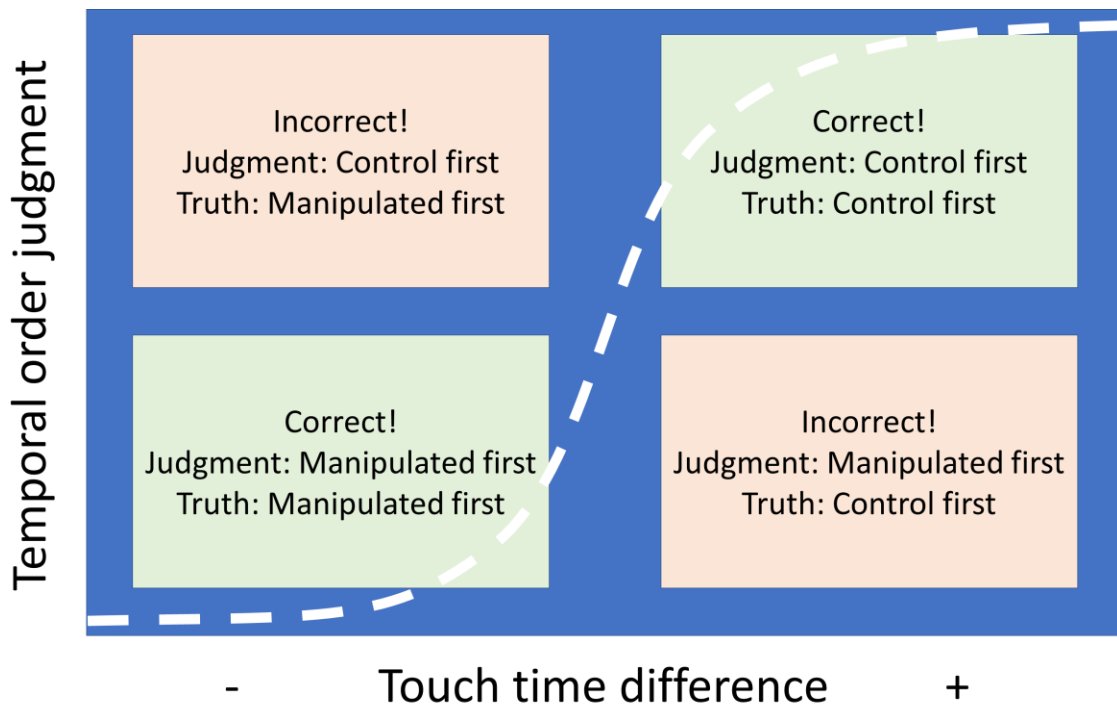 Temporal order judgment
Incorrect!
Judgment: Control first
Truth: Manipulated first
Correct!
Judgment: Control first
Truth: Control first
Correct!
Judgment: Manipulated first
Truth: Manipulated first
Incorrect!
Judgment: Manipulated first
Truth: Control first
- Touch time difference +